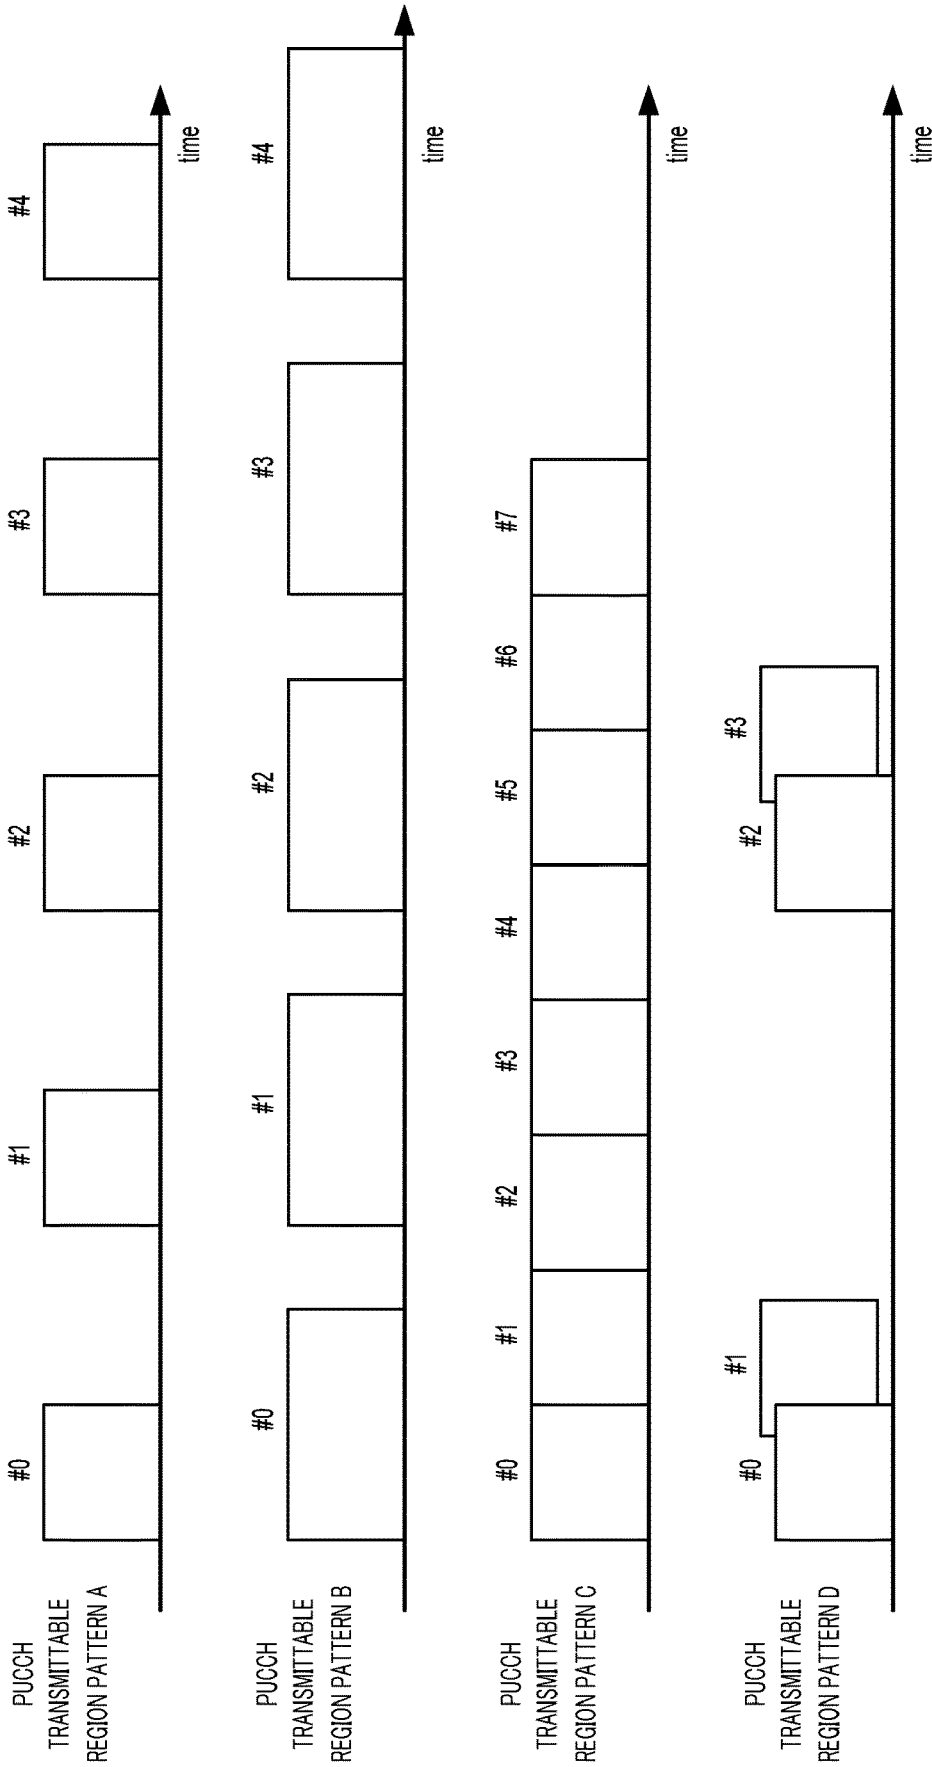 PUCCH
TRANSMITTABLE
REGION PATTERN A
#0
#1
#2
#3
#4
time
PUCCH
TRANSMITTABLE
REGION PATTERN B
#0
#1
#2
#3
#4
time
PUCCH
TRANSMITTABLE
REGION PATTERN C
#0
#1
#2
#3
#4
#5
#6
#7
time
PUCCH
TRANSMITTABLE
REGION PATTERN D
#0
#1
#2
#3
time